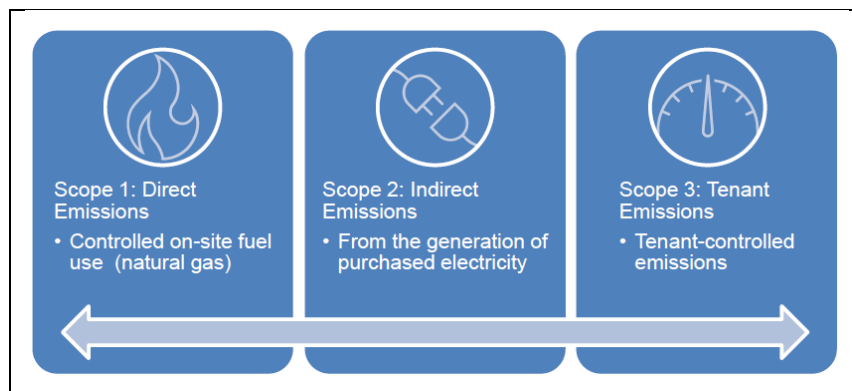 Scope 1: Direct
Emissions
• Controlled on-site fuel
use (natural gas)
Scope 2: Indirect
Emissions
• From the generation of
purchased electricity
Scope 3: Tenant
Emissions
• Tenant-controlled
emissions